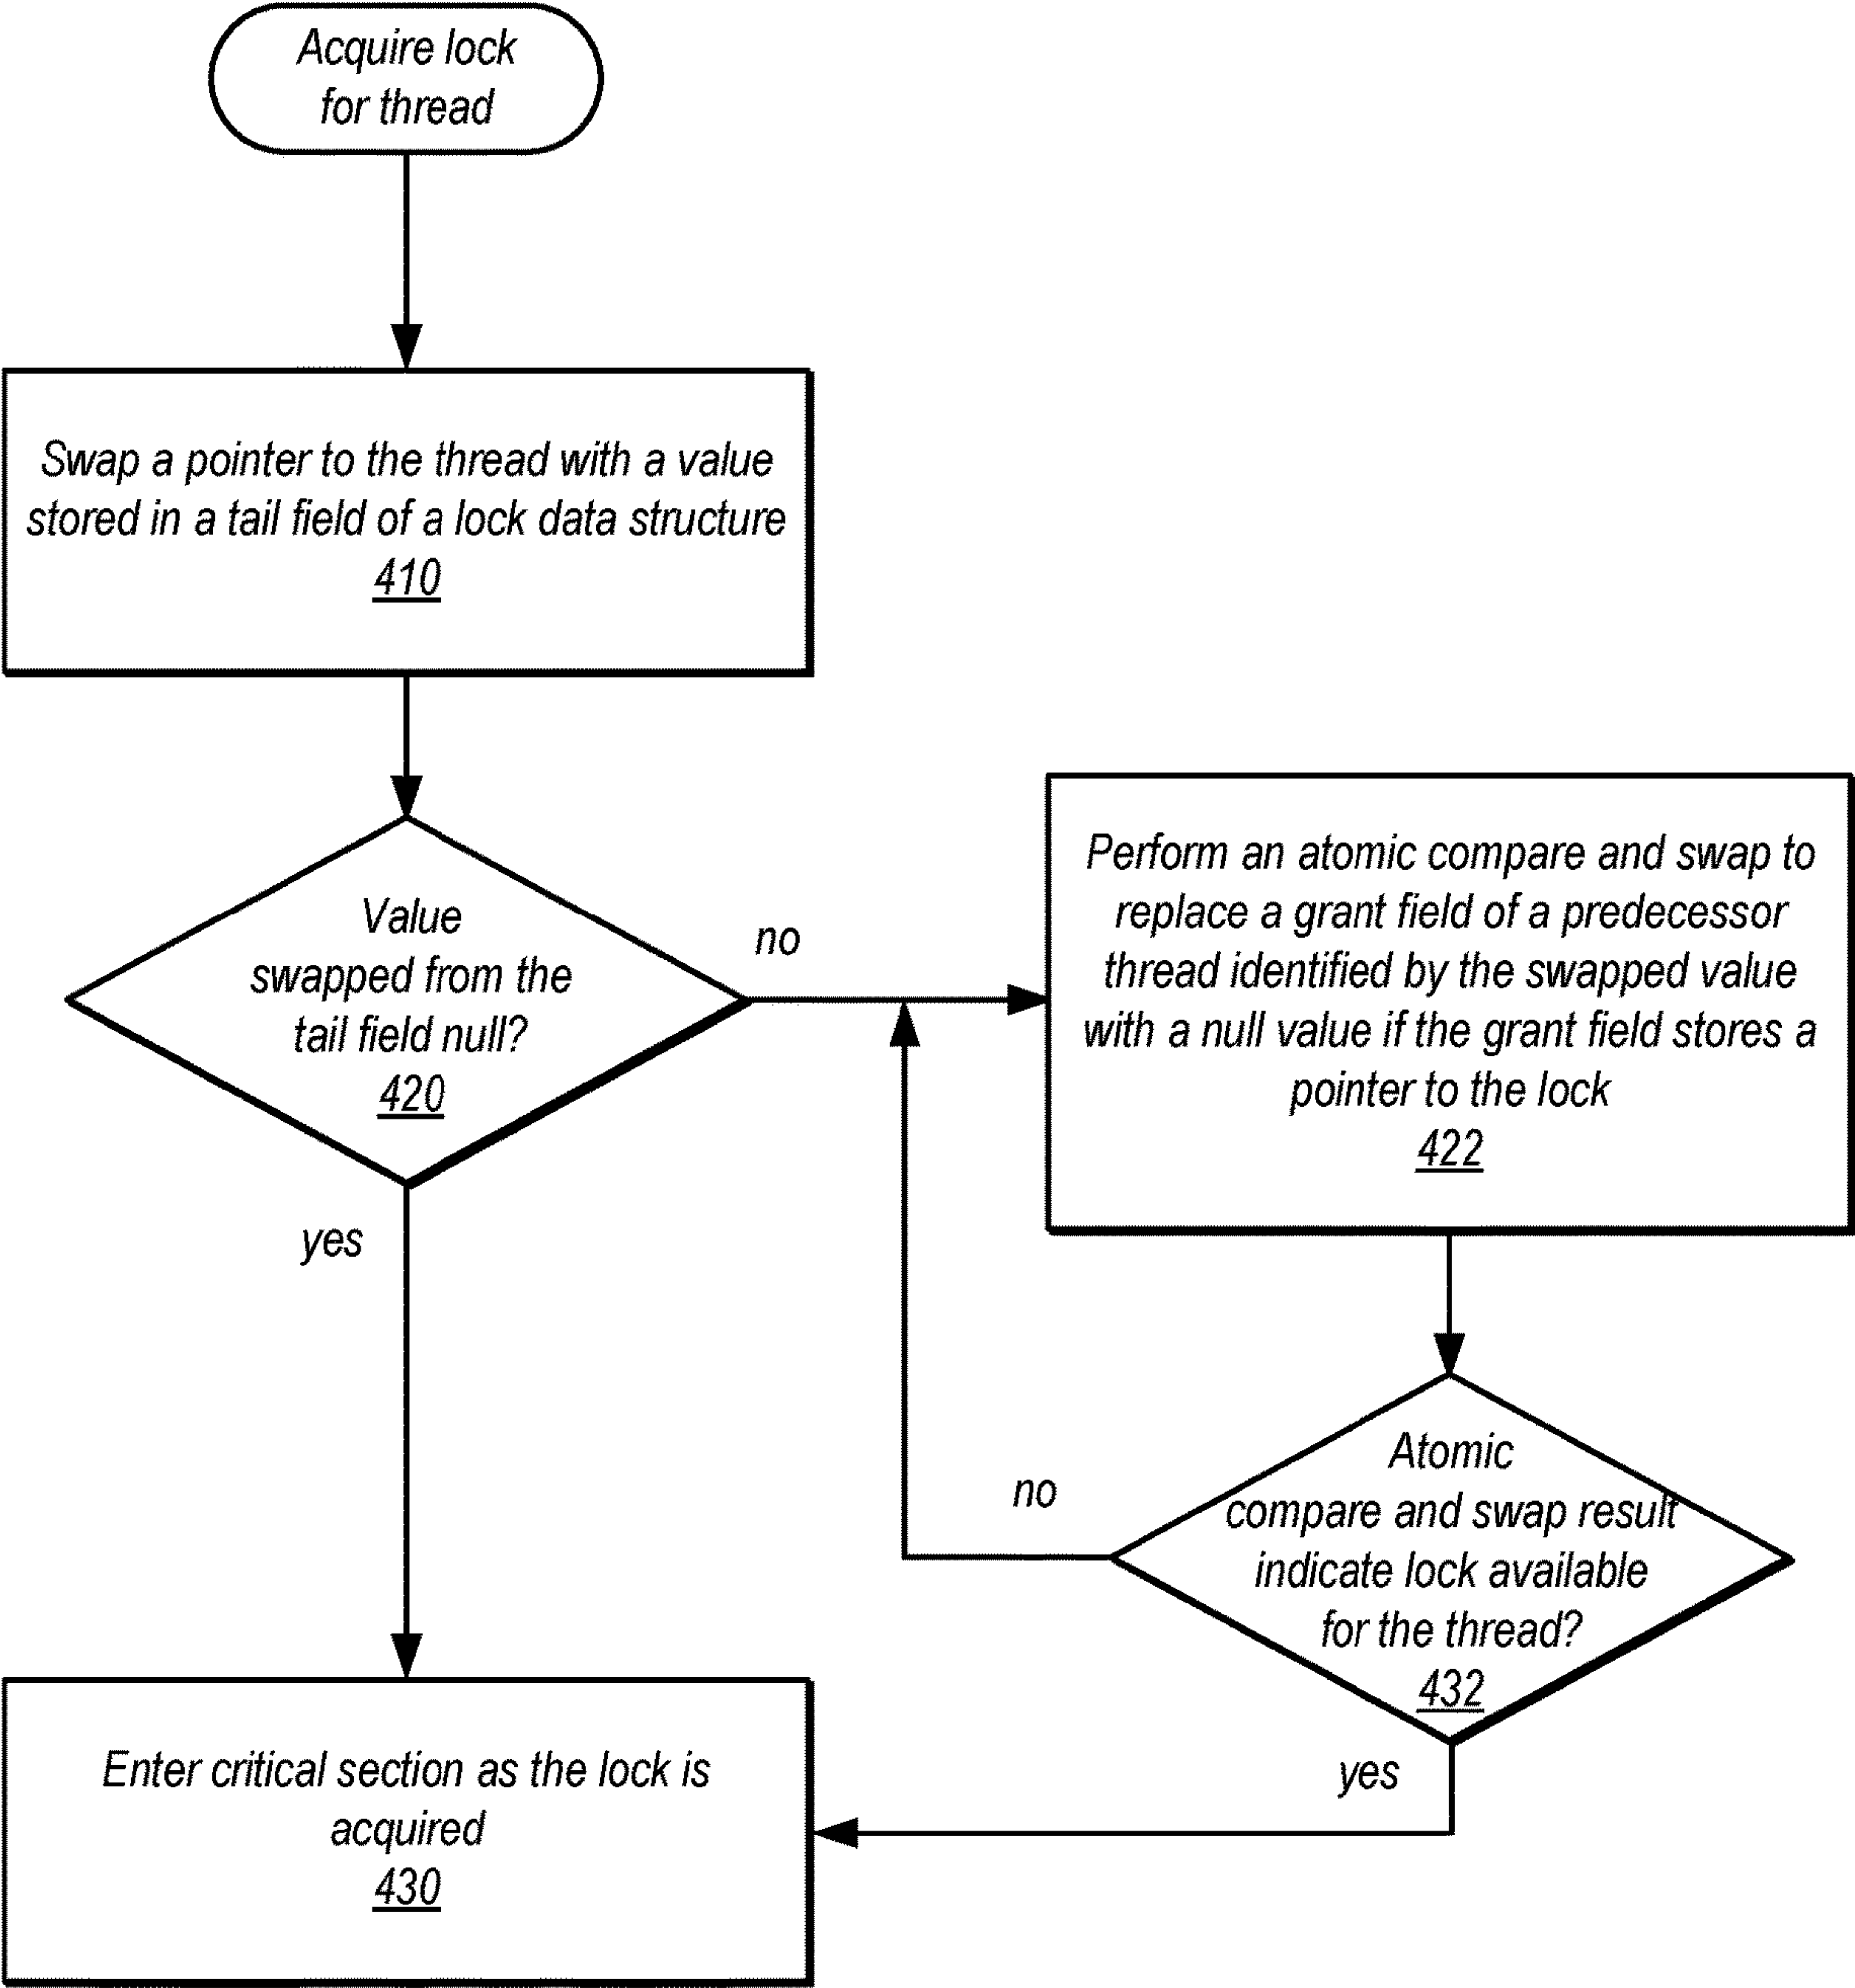 Acquire lock
for thread
Swap a pointer to the thread with a value
stored in a tail field of a lock data structure
410
Value
swapped from the
tail field null?
420
no
yes
Perform an atomic compare and swap to
replace a grant field of a predecessor
thread identified by the swapped value
with a null value if the grant field stores a
pointer to the lock
422
Atomic
compare and swap result
indicate lock available
for the thread?
432
no
yes
Enter critical section as the lock is
acquired
430